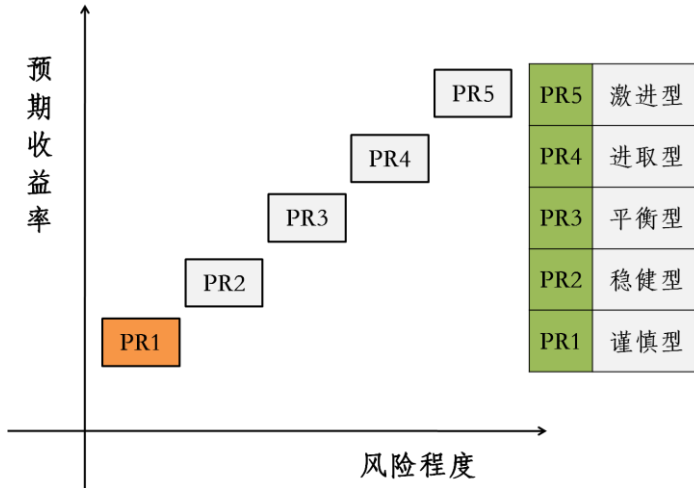 预期收益率
PR5
PR4
PR3
PR2
PR1
风险程度
PR5 激进型
PR4 进取型
PR3 平衡型
PR2 稳健型
PR1 谨慎型